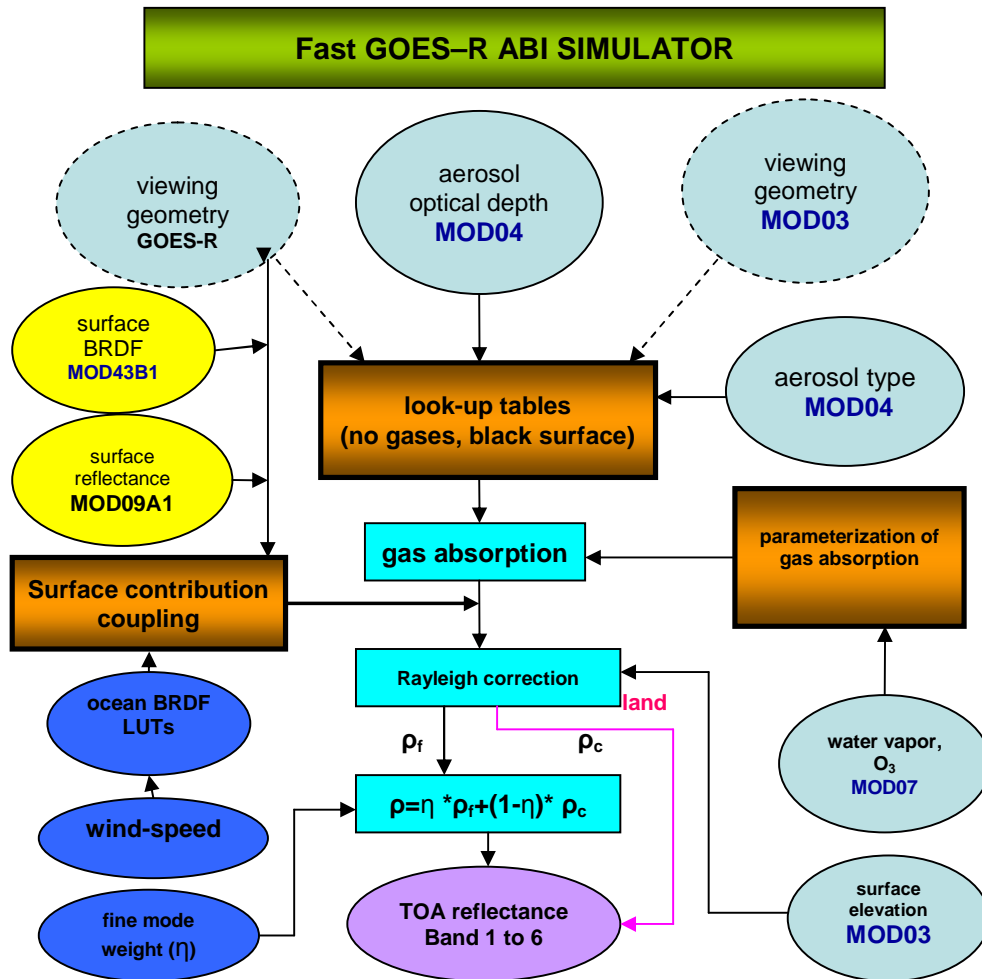 Fast GOES–R ABI SIMULATOR
viewing
geometry
GOES-R
aerosol
optical depth
MOD04
viewing
geometry
MOD03
surface
BRDF
MOD43B1
look-up tables
(no gases, black surface)
aerosol type
MOD04
surface
reflectance
MOD09A1
gas absorption
parameterization of
gas absorption
Surface contribution
coupling
Rayleigh correction
land
ocean BRDF
LUTs
ρf
ρc
water vapor,
O3
MOD07
wind-speed
ρ=η *ρf+(1-η)* ρc
fine mode
weight (η)
TOA reflectance
Band 1 to 6
surface
elevation
MOD03